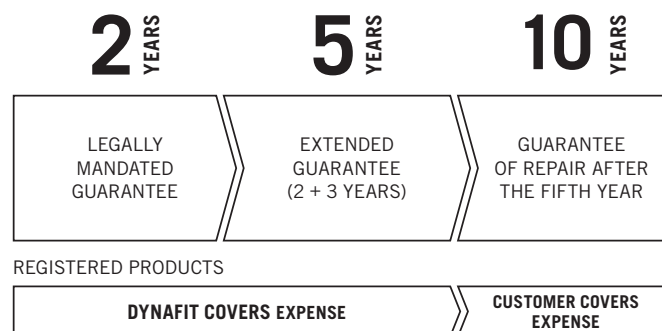 2 YEARS
5 YEARS
10 YEARS
LEGALLY
MANDATED
GUARANTEE
EXTENDED
GUARANTEE
(2 + 3 YEARS)
GUARANTEE
OF REPAIR AFTER
THE FIFTH YEAR
REGISTERED PRODUCTS
DYNAFIT COVERS EXPENSE
CUSTOMER COVERS
EXPENSE